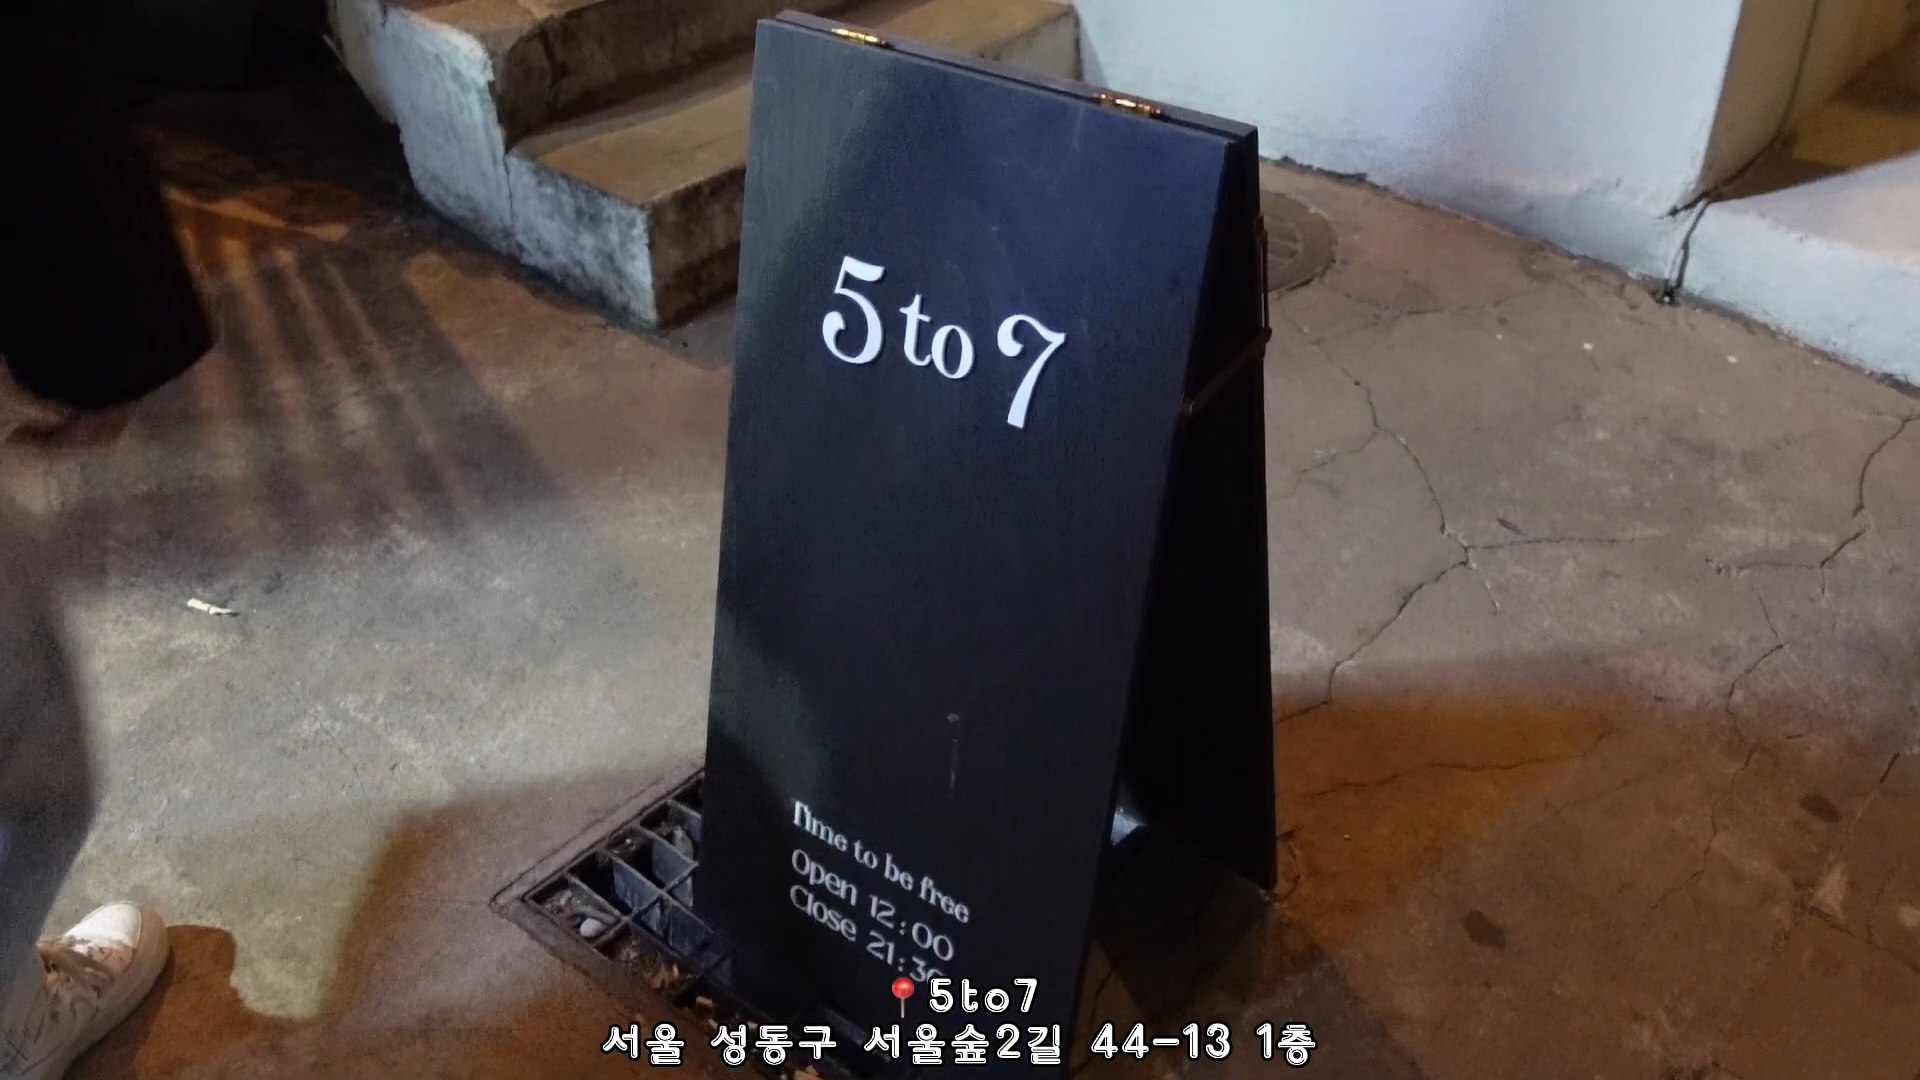 5 to 7
Time to be free
Open 12:00
Close 21:30
5to7
서울 성동구 서울숲2길 44-13 1층